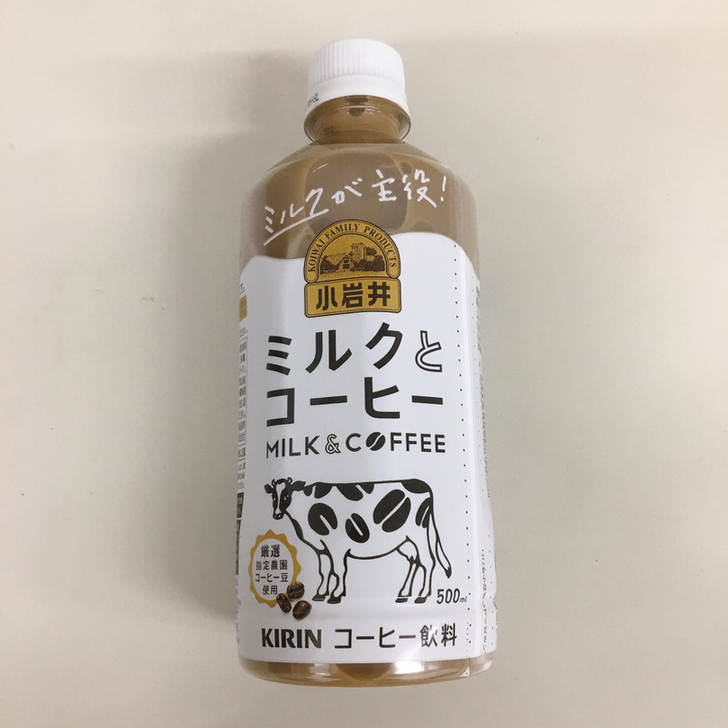 ミルクが主役!
KOIWAI FAMILY PRODUCTS
小岩井
ミルクと
コーヒー
MILK & COFFEE
厳選
指定農園
コーヒー豆
使用
500ml
KIRIN コーヒー飲料